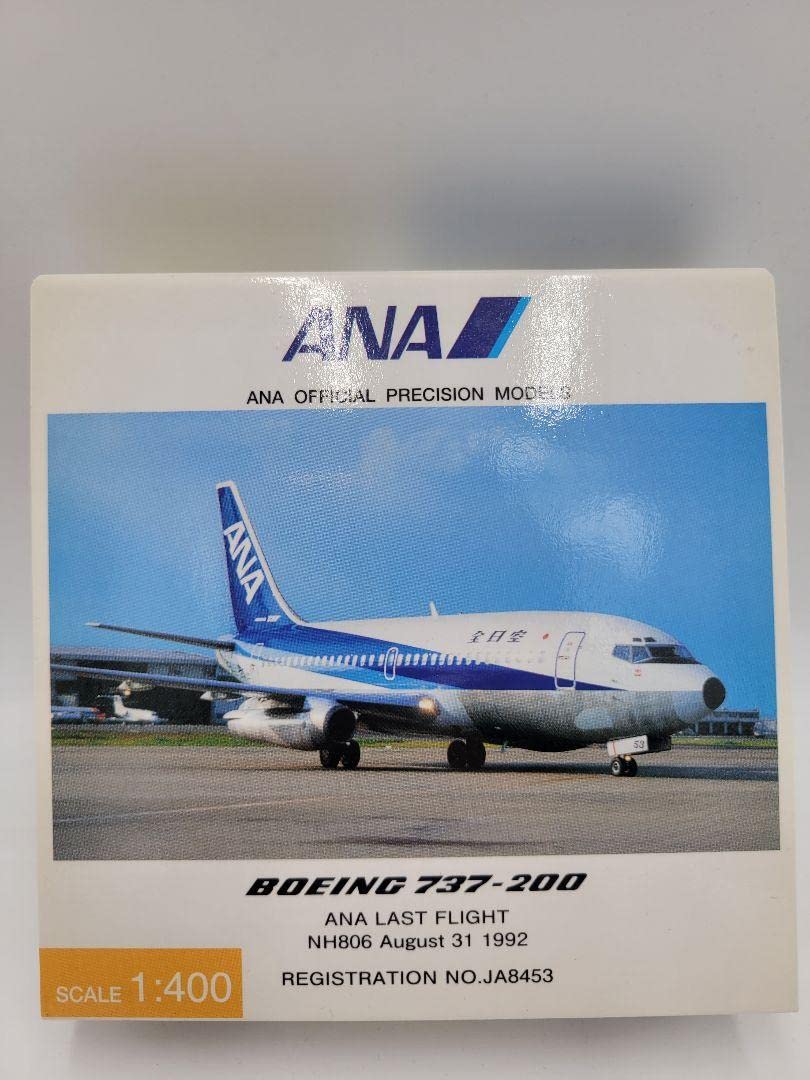 ANA
ANA OFFICIAL PRECISION MODELS
ANA
全日空
53
BOEING 737-200
ANA LAST FLIGHT
NH806 August 31 1992
REGISTRATION NO.JA8453
SCALE 1:400